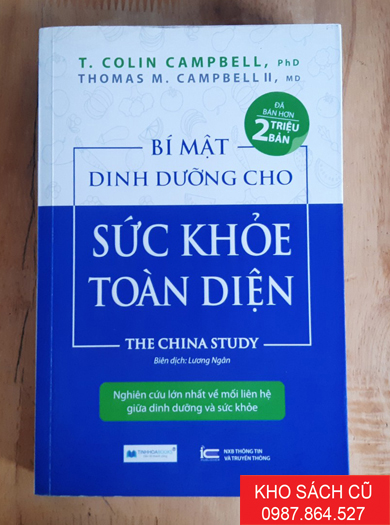 T. COLIN CAMPBELL, PhD
THOMAS M. CAMPBELL II, MD
ĐÃ
BÁN HƠN
2 TRIỆU
BẢN
BÍ MẬT
DINH DƯỠNG CHO
SỨC KHỎE
TOÀN DIỆN
THE CHINA STUDY
Biên dịch: Lương Ngân
Nghiên cứu lớn nhất về mối liên hệ
giữa dinh dưỡng và sức khỏe
NXB THÔNG TIN
VÀ TRUYỀN THÔNG
KHO SÁCH CŨ
0987.864.527